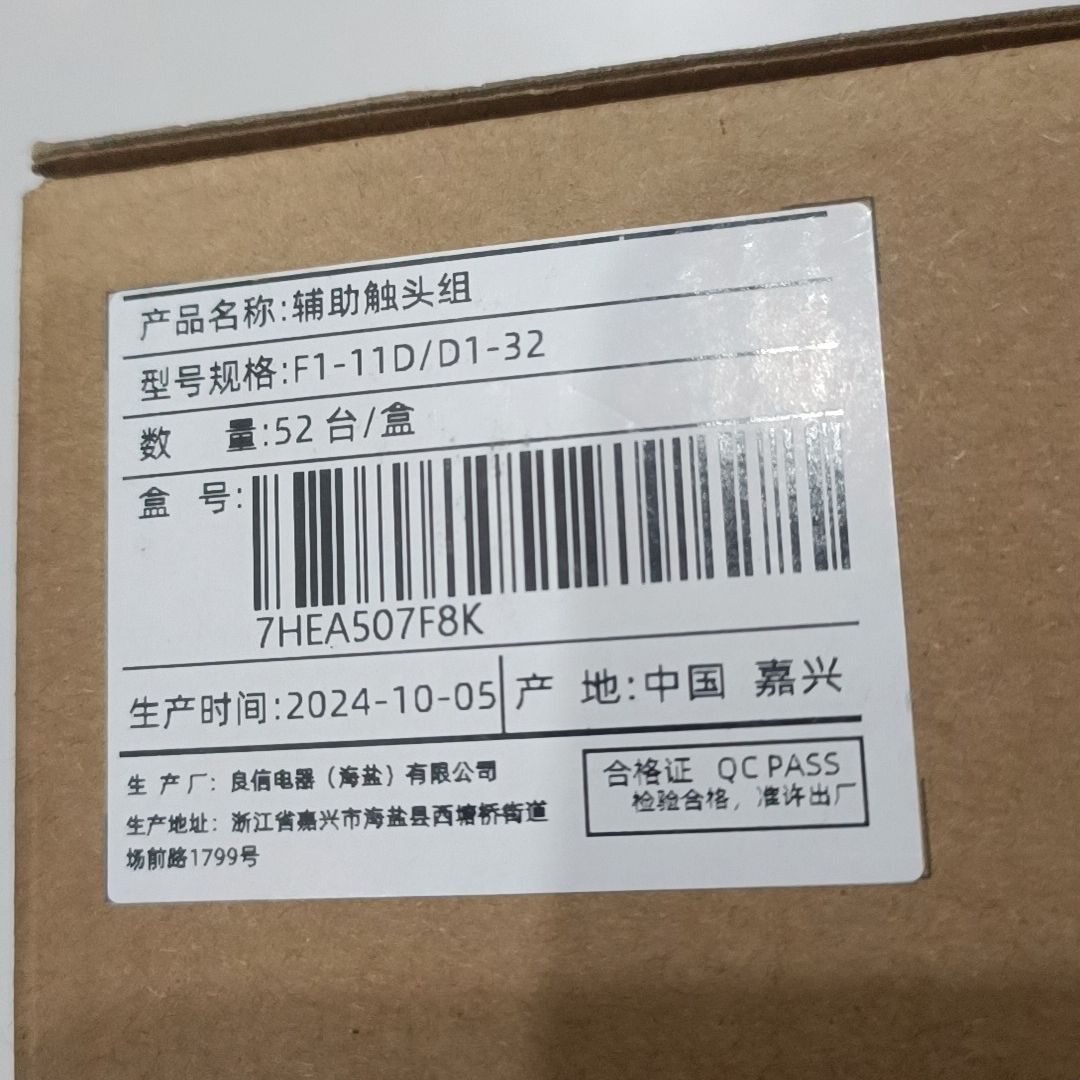 产品名称:辅助触头组
型号规格:F1-11D/D1-32
数 量:52 台/盒
盒 号:
7HEA507F8K
生产时间:2024-10-05 产 地:中国 嘉兴
生 产 厂: 良信电器（海盐）有限公司
生产地址: 浙江省嘉兴市海盐县西塘桥街道
场前路1799号
合格证 QC PASS
检验合格，准许出厂